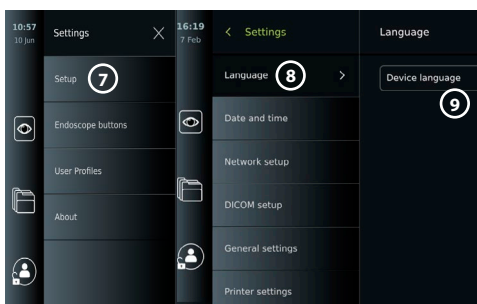 10:57
10 Jun
Settings
Setup
7
Endoscope buttons
User Profiles
About
16:19
7 Feb
Settings
Language
8
Date and time
Network setup
DICOM setup
General settings
Printer settings
Language
Device language
9